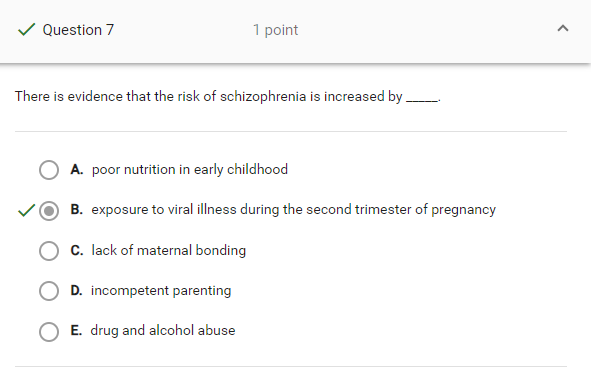 Question 7 1 point
There is evidence that the risk of schizophrenia is increased by _____.
A. poor nutrition in early childhood
B. exposure to viral illness during the second trimester of pregnancy
C. lack of maternal bonding
D. incompetent parenting
E. drug and alcohol abuse